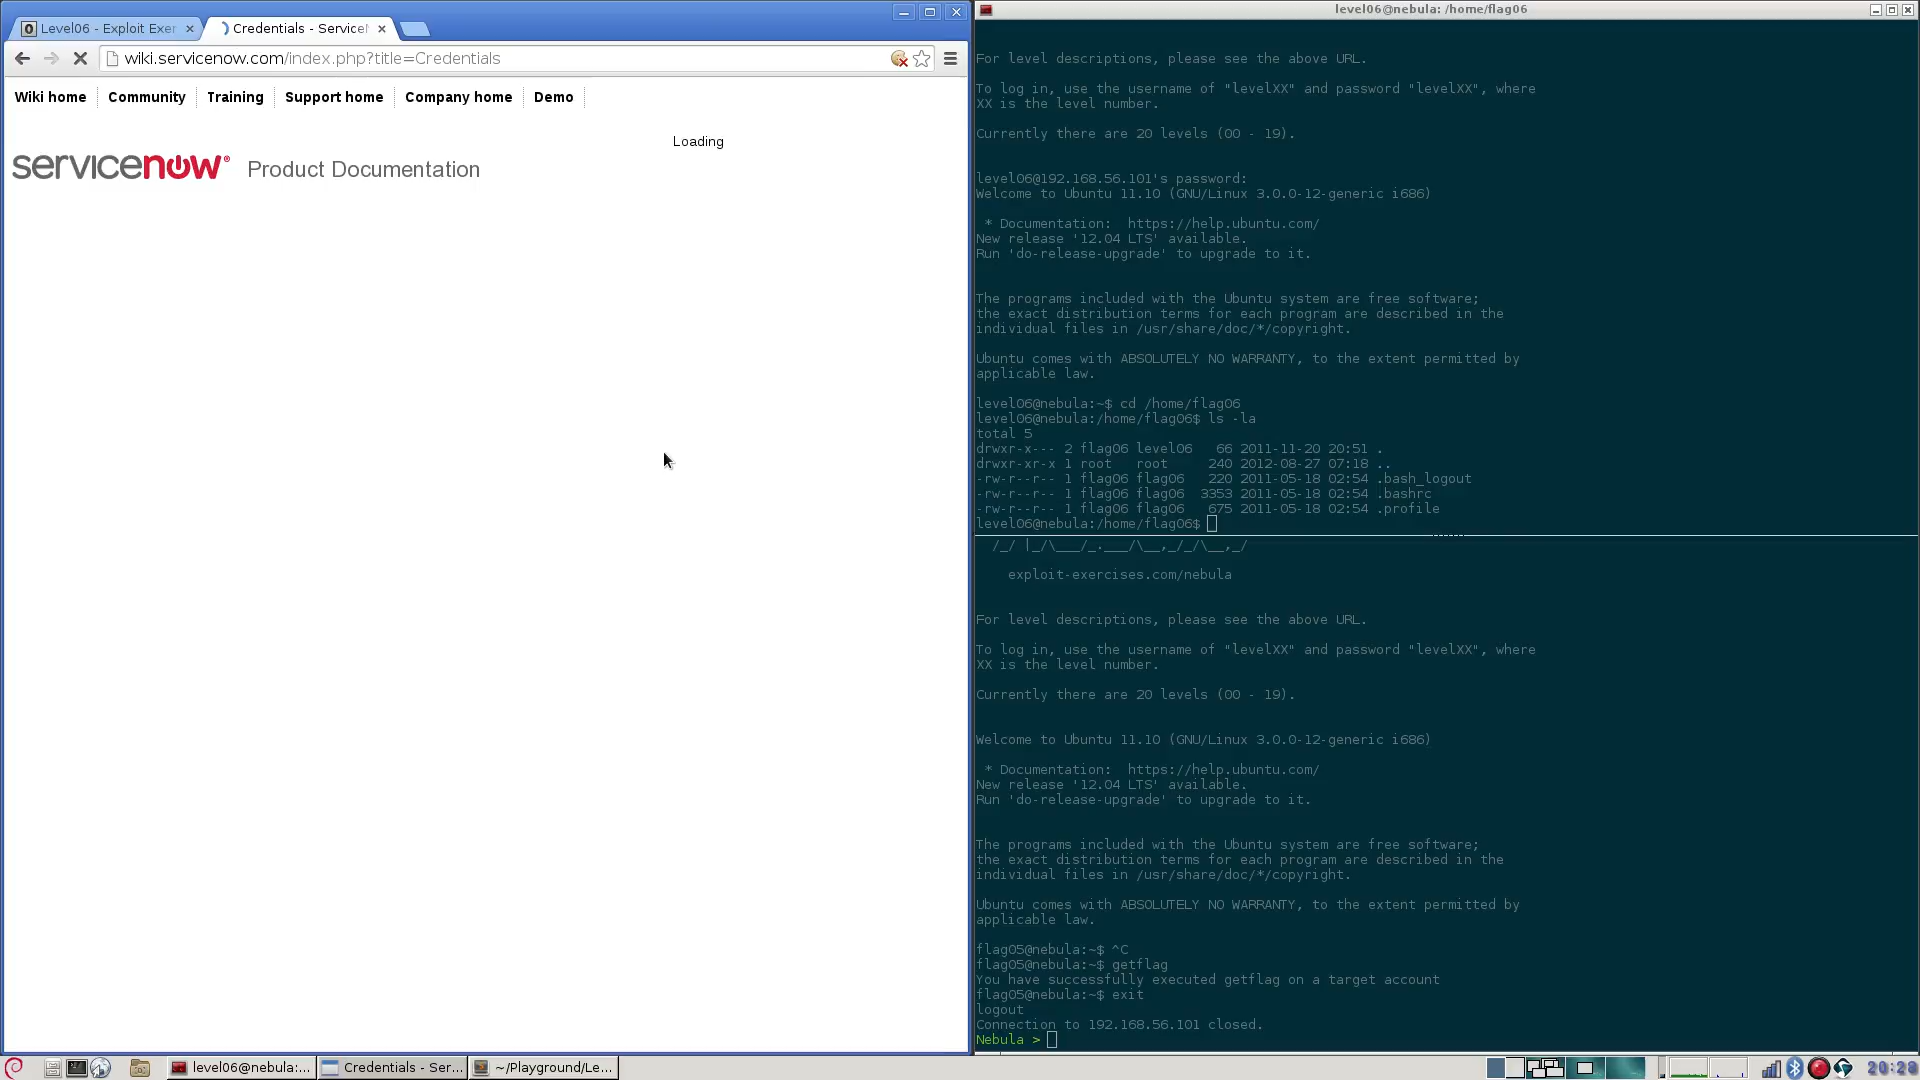 Level06 - Exploit Exer
Credentials - Service
wiki.servicenow.com/index.php?title=Credentials
Wiki home
Community
Training
Support home
Company home
Demo
Loading
servicenow® Product Documentation
level06@nebula: /home/flag06
For level descriptions, please see the above URL.
To log in, use the username of "levelXX" and password "levelXX", where
XX is the level number.
Currently there are 20 levels (00 - 19).
level06@192.168.56.101's password:
Welcome to Ubuntu 11.10 (GNU/Linux 3.0.0-12-generic i686)
* Documentation:  https://help.ubuntu.com/
New release '12.04 LTS' available.
Run 'do-release-upgrade' to upgrade to it.
The programs included with the Ubuntu system are free software;
the exact distribution terms for each program are described in the
individual files in /usr/share/doc/*/copyright.
Ubuntu comes with ABSOLUTELY NO WARRANTY, to the extent permitted by
applicable law.
level06@nebula:~$ cd /home/flag06
level06@nebula:/home/flag06$ ls -la
total 5
drwxr-x--- 2 flag06 level06   66 2011-11-20 20:51 .
drwxr-xr-x 1 root   root     240 2012-08-27 07:18 ..
-rw-r--r-- 1 flag06 flag06   220 2011-05-18 02:54 .bash_logout
-rw-r--r-- 1 flag06 flag06  3353 2011-05-18 02:54 .bashrc
-rw-r--r-- 1 flag06 flag06   675 2011-05-18 02:54 .profile
level06@nebula:/home/flag06$
/_/ |_/\___/_.___/\__,_/_/\__,_/
exploit-exercises.com/nebula
For level descriptions, please see the above URL.
To log in, use the username of "levelXX" and password "levelXX", where
XX is the level number.
Currently there are 20 levels (00 - 19).
Welcome to Ubuntu 11.10 (GNU/Linux 3.0.0-12-generic i686)
* Documentation:  https://help.ubuntu.com/
New release '12.04 LTS' available.
Run 'do-release-upgrade' to upgrade to it.
The programs included with the Ubuntu system are free software;
the exact distribution terms for each program are described in the
individual files in /usr/share/doc/*/copyright.
Ubuntu comes with ABSOLUTELY NO WARRANTY, to the extent permitted by
applicable law.
flag05@nebula:~$ ^C
flag05@nebula:~$ getflag
You have successfully executed getflag on a target account
flag05@nebula:~$ exit
logout
Connection to 192.168.56.101 closed.
Nebula >
level06@nebula:...
Credentials - Ser...
~/Playground/Le...
20:28